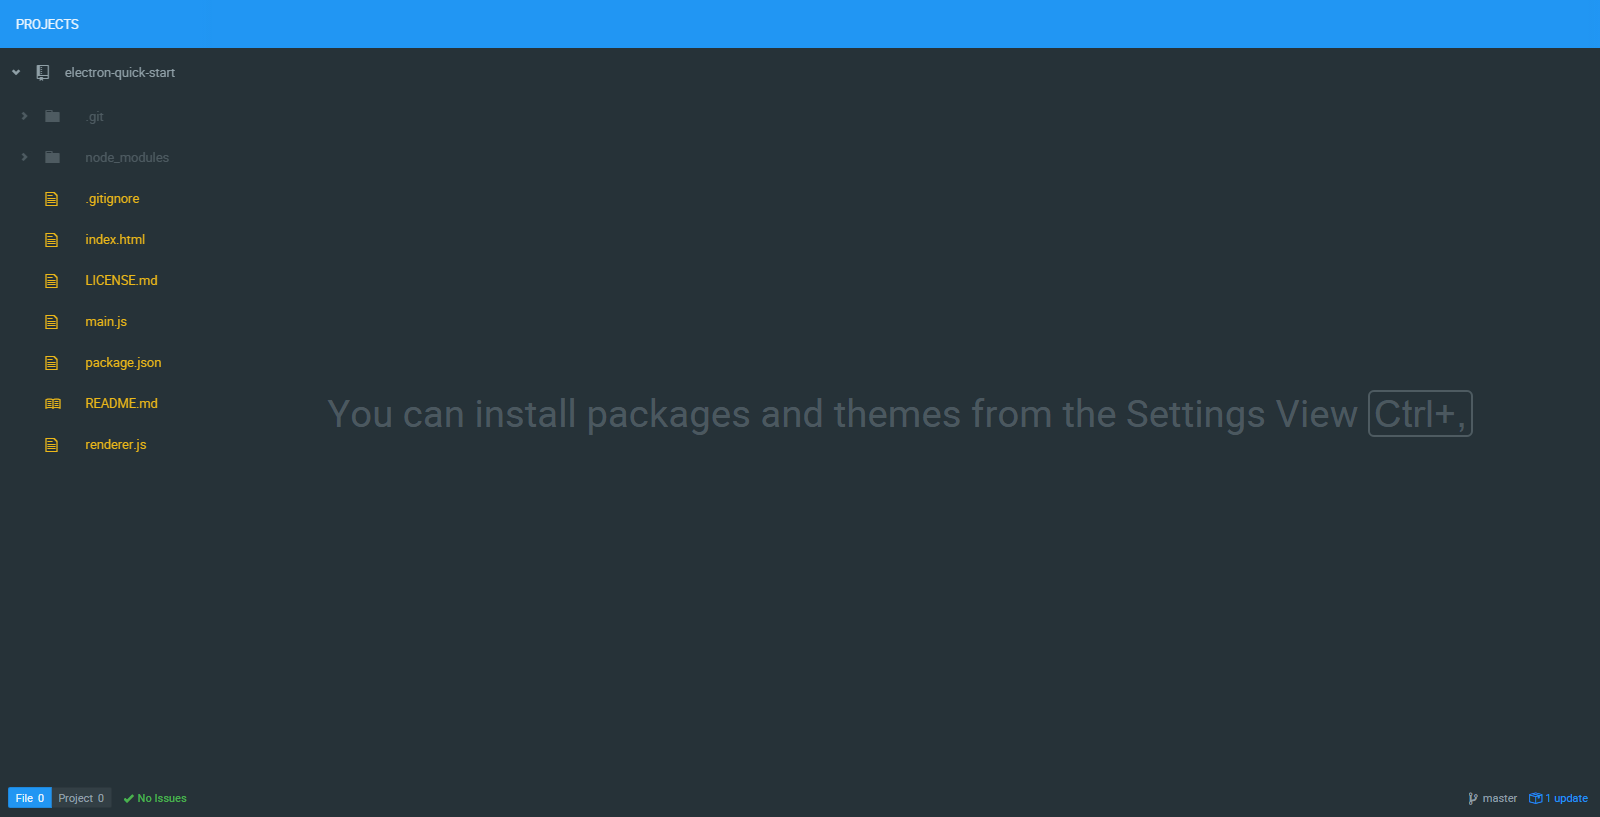 PROJECTS
electron-quick-start
.git
node_modules
.gitignore
index.html
LICENSE.md
main.js
package.json
README.md
renderer.js
You can install packages and themes from the Settings View Ctrl+,
File 0 Project 0 No Issues master 1 update